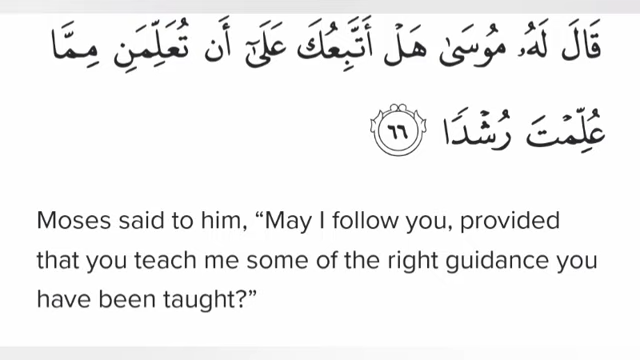 قَالَ لَهُۥ مُوسَىٰ هَلْ أَتَّبِعُكَ عَلَىٰٓ أَن تُعَلِّمَنِ مِمَّا
عُلِّمْتَ رُشْدًا ٦٦
Moses said to him, “May I follow you, provided
that you teach me some of the right guidance you
have been taught?”